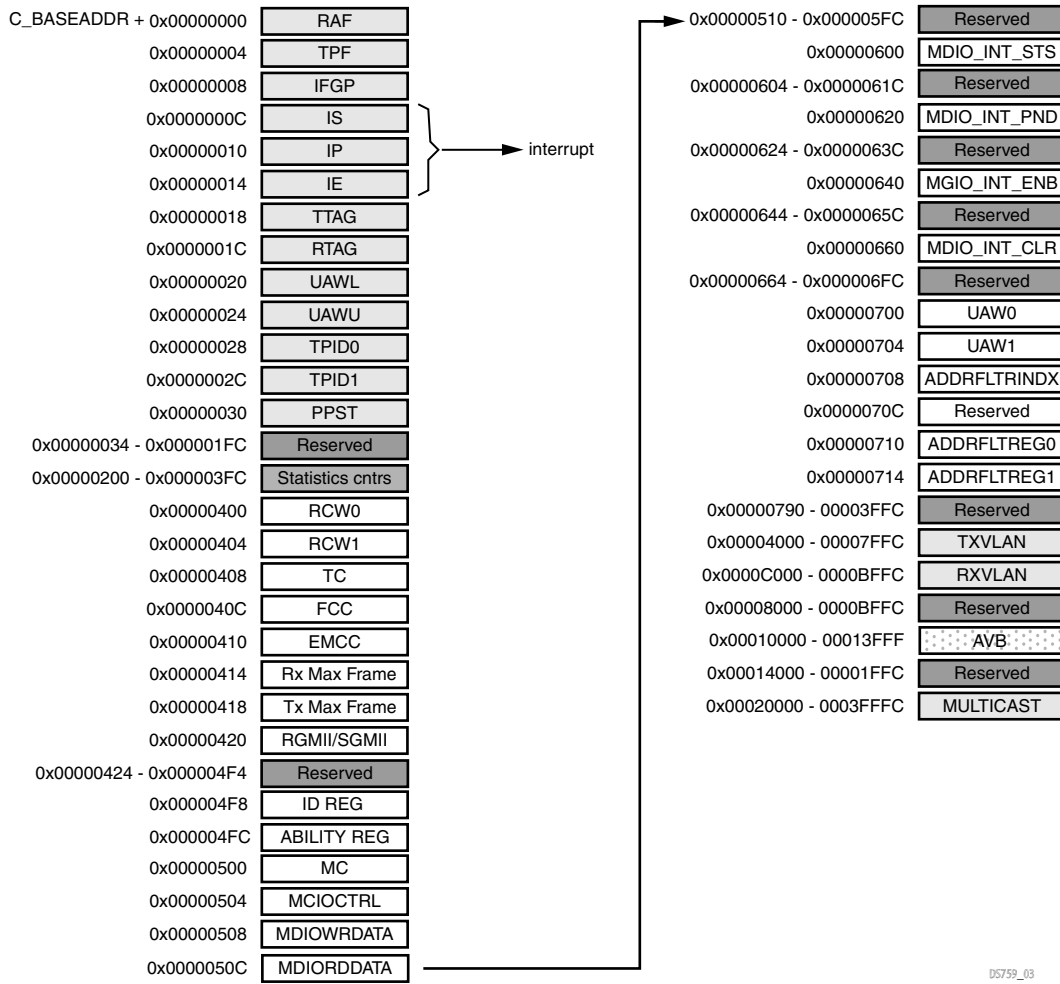 C_BASEADDR + 0x00000000 RAF
0x00000004 TPF
0x00000008 IFGP
0x0000000C IS
0x00000010 IP
interrupt
0x00000014 IE
0x00000018 TTAG
0x0000001C RTAG
0x00000020 UAWL
0x00000024 UAWU
0x00000028 TPID0
0x0000002C TPID1
0x00000030 PPST
0x00000034 - 0x000001FC Reserved
0x00000200 - 0x000003FC Statistics cntrs
0x00000400 RCW0
0x00000404 RCW1
0x00000408 TC
0x0000040C FCC
0x00000410 EMCC
0x00000414 Rx Max Frame
0x00000418 Tx Max Frame
0x00000420 RGMII/SGMII
0x00000424 - 0x000004F4 Reserved
0x000004F8 ID REG
0x000004FC ABILITY REG
0x00000500 MC
0x00000504 MCIOCTRL
0x00000508 MDIOWRDATA
0x0000050C MDIORDDATA
0x00000510 - 0x000005FC Reserved
0x00000600 MDIO_INT_STS
0x00000604 - 0x0000061C Reserved
0x00000620 MDIO_INT_PND
0x00000624 - 0x0000063C Reserved
0x00000640 MGIO_INT_ENB
0x00000644 - 0x0000065C Reserved
0x00000660 MDIO_INT_CLR
0x00000664 - 0x000006FC Reserved
0x00000700 UAW0
0x00000704 UAW1
0x00000708 ADDRFLTRINDX
0x0000070C Reserved
0x00000710 ADDRFLTREG0
0x00000714 ADDRFLTREG1
0x00000790 - 00003FFC Reserved
0x00004000 - 00007FFC TXVLAN
0x0000C000 - 0000BFFC RXVLAN
0x00008000 - 0000BFFC Reserved
0x00010000 - 00013FFF AVB
0x00014000 - 00001FFC Reserved
0x00020000 - 0003FFFC MULTICAST
DS759_03